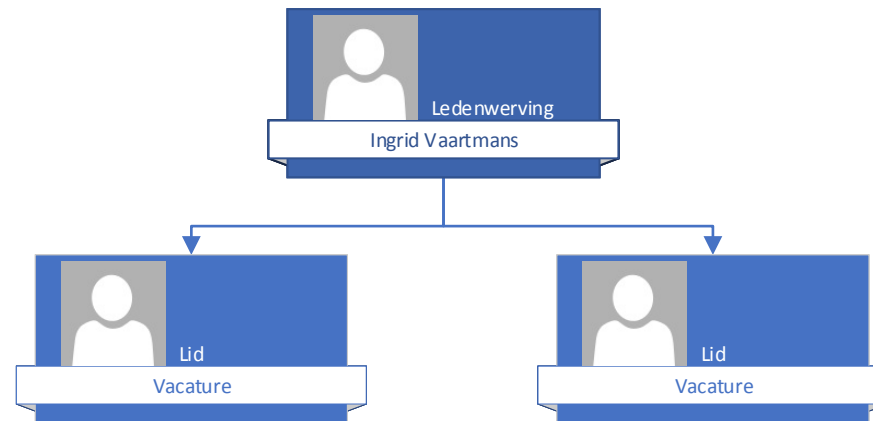 Ledenwerving
Ingrid Vaartmans
Lid
Vacature
Lid
Vacature